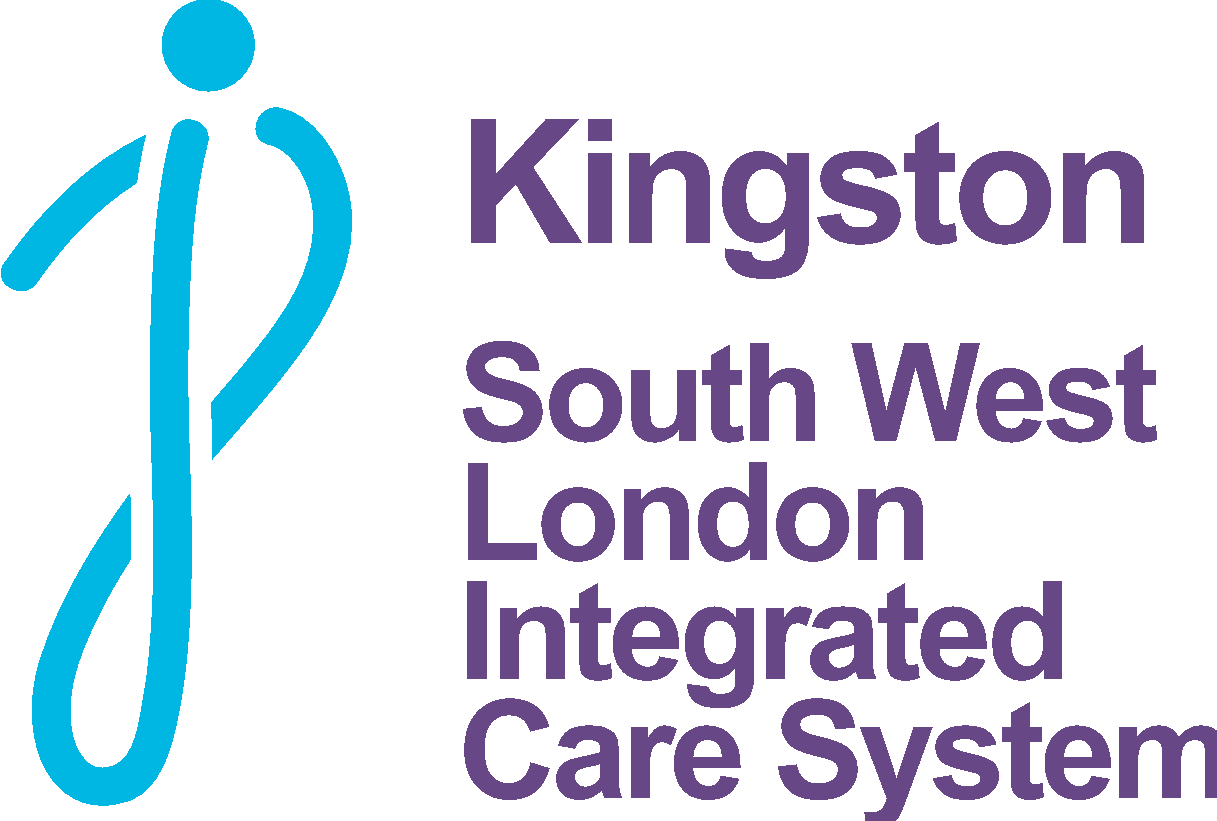 Kingston
South West
London
Integrated
Care System